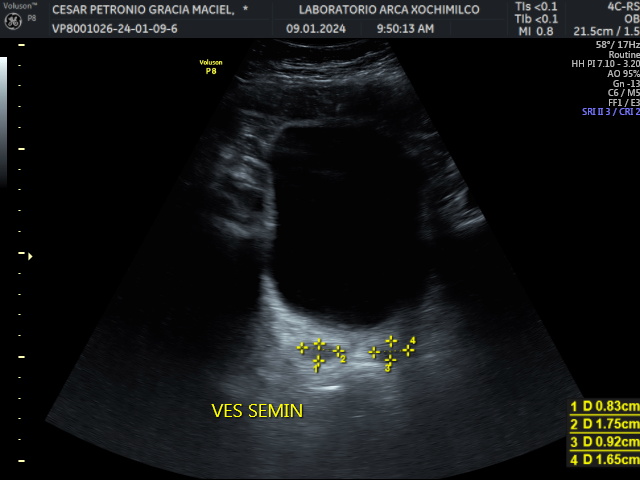 Voluson™
P8
CESAR PETRONIO GRACIA MACIEL, *
VP8001026-24-01-09-6
LABORATORIO ARCA XOCHIMILCO
09.01.2024 9:50:13 AM
TIs <0.1
TIb <0.1
MI 0.8
4C-RS
OB
21.5cm / 1.5
58°/ 17Hz
Routine
HH PI 7.10 - 3.20
AO 95%
Gn -13
C6 / M5
FF1 / E3
SRI II 3 / CRI 2
Voluson
P8
1
2
3
4
VES SEMIN
1 D 0.83cm
2 D 1.75cm
3 D 0.92cm
4 D 1.65cm